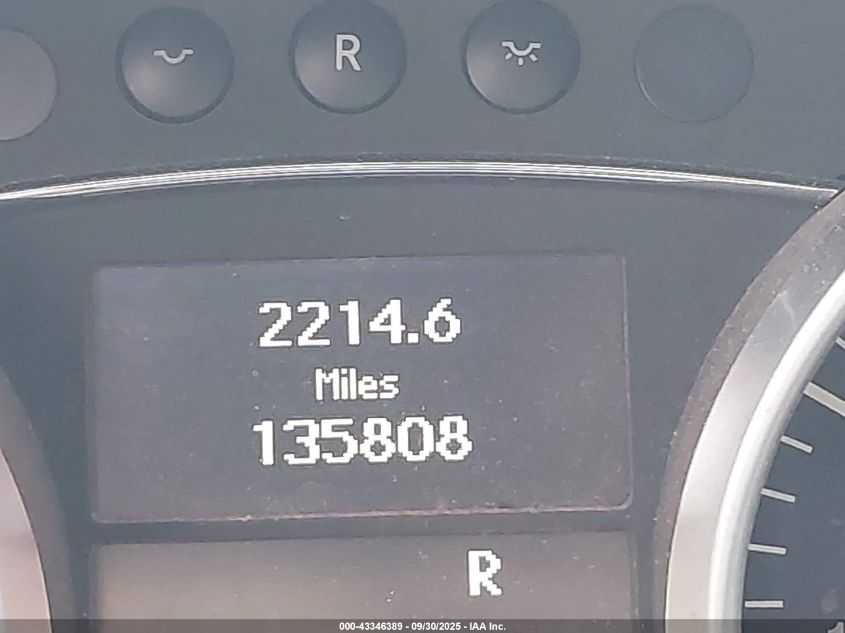 R
2214.6
Miles
135808
R
000-43346389 - 09/30/2025 - IAA Inc.